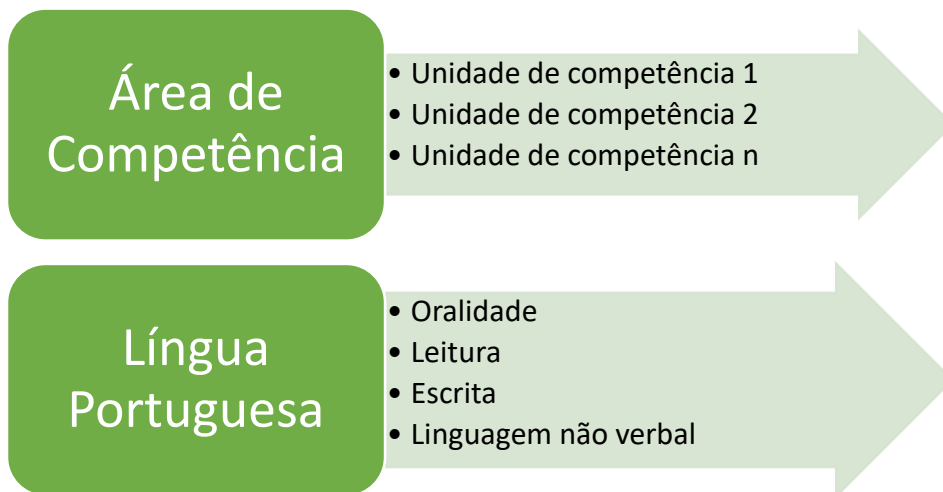 Área de
Competência
• Unidade de competência 1
• Unidade de competência 2
• Unidade de competência n
Língua
Portuguesa
• Oralidade
• Leitura
• Escrita
• Linguagem não verbal